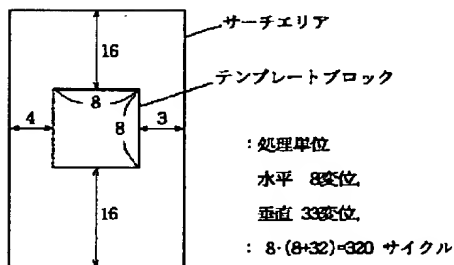 サーチエリア
16
テンプレートブロック
8
4
8
3
:処理単位
水平 8変位,
垂直 33変位,
16
: 8·(8+32)=320 サイクル